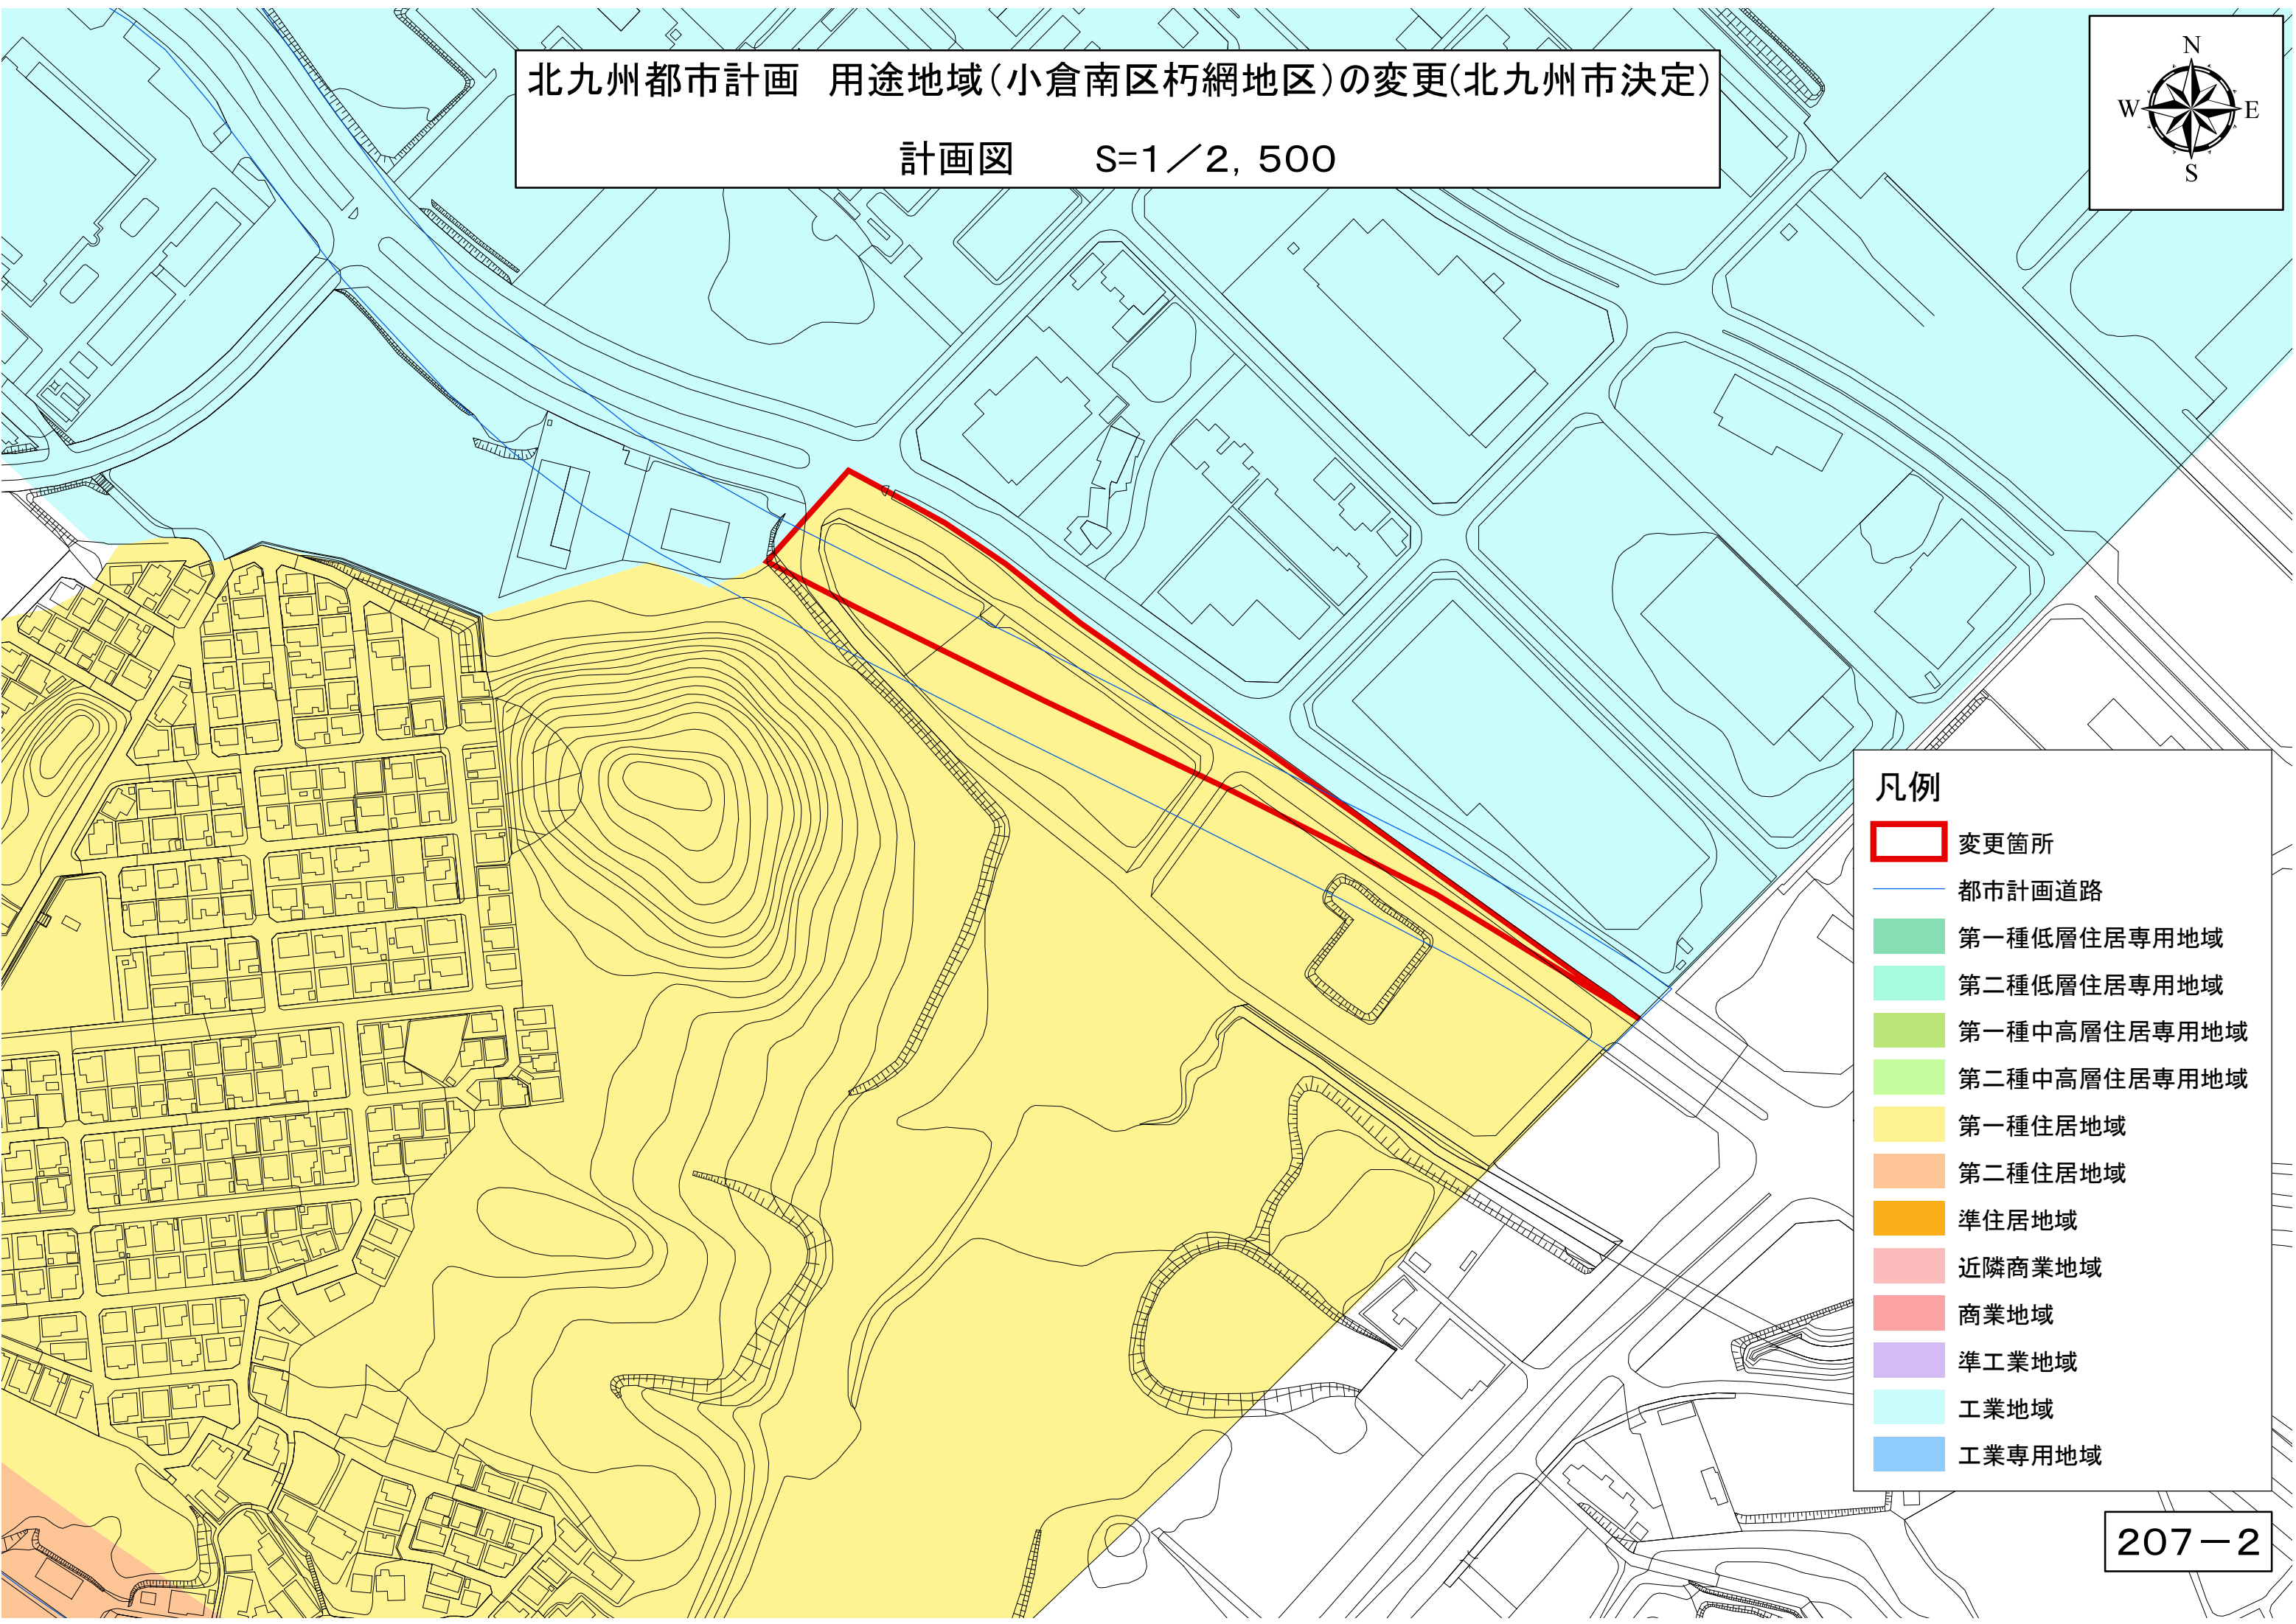 北九州都市計画　用途地域(小倉南区朽網地区)の変更(北九州市決定)
計画図　　S=1／2,500
N
W E
S
凡例
変更箇所
都市計画道路
第一種低層住居専用地域
第二種低層住居専用地域
第一種中高層住居専用地域
第二種中高層住居専用地域
第一種住居地域
第二種住居地域
準住居地域
近隣商業地域
商業地域
準工業地域
工業地域
工業専用地域
207－2